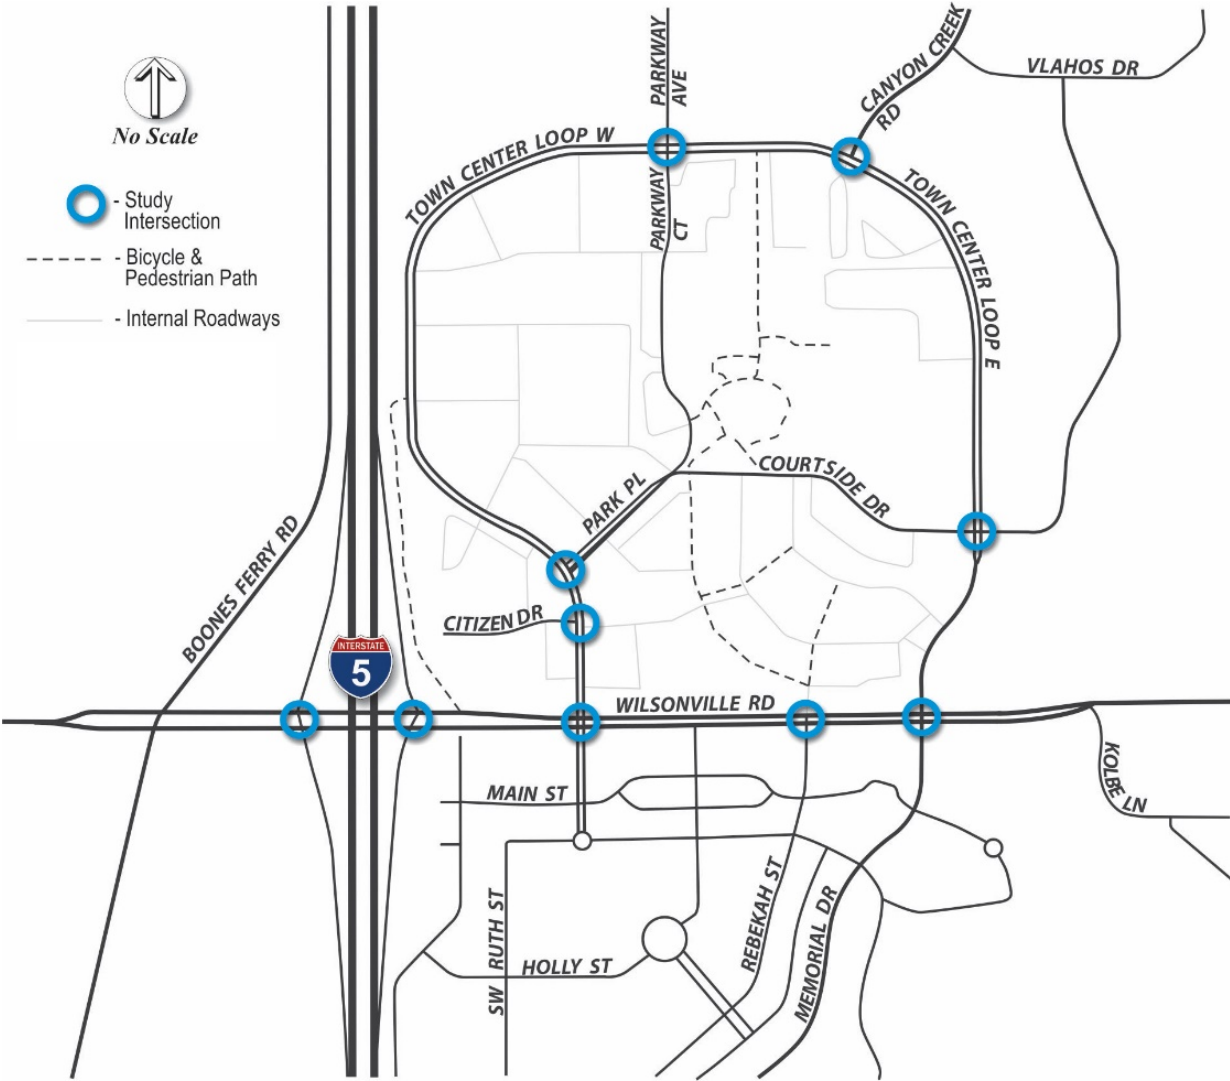 No Scale
- Study
Intersection
- Bicycle &
Pedestrian Path
- Internal Roadways
PARKWAY
AVE
CANYON CREEK
RD
VLAHOS DR
TOWN CENTER LOOP W
PARKWAY
CT
TOWN CENTER LOOP E
COURTSIDE DR
PARK PL
BOONES FERRY RD
CITIZEN DR
INTERSTATE
5
WILSONVILLE RD
KOLBE LN
MAIN ST
SW RUTH ST
HOLLY ST
REBEKAH ST
MEMORIAL DR